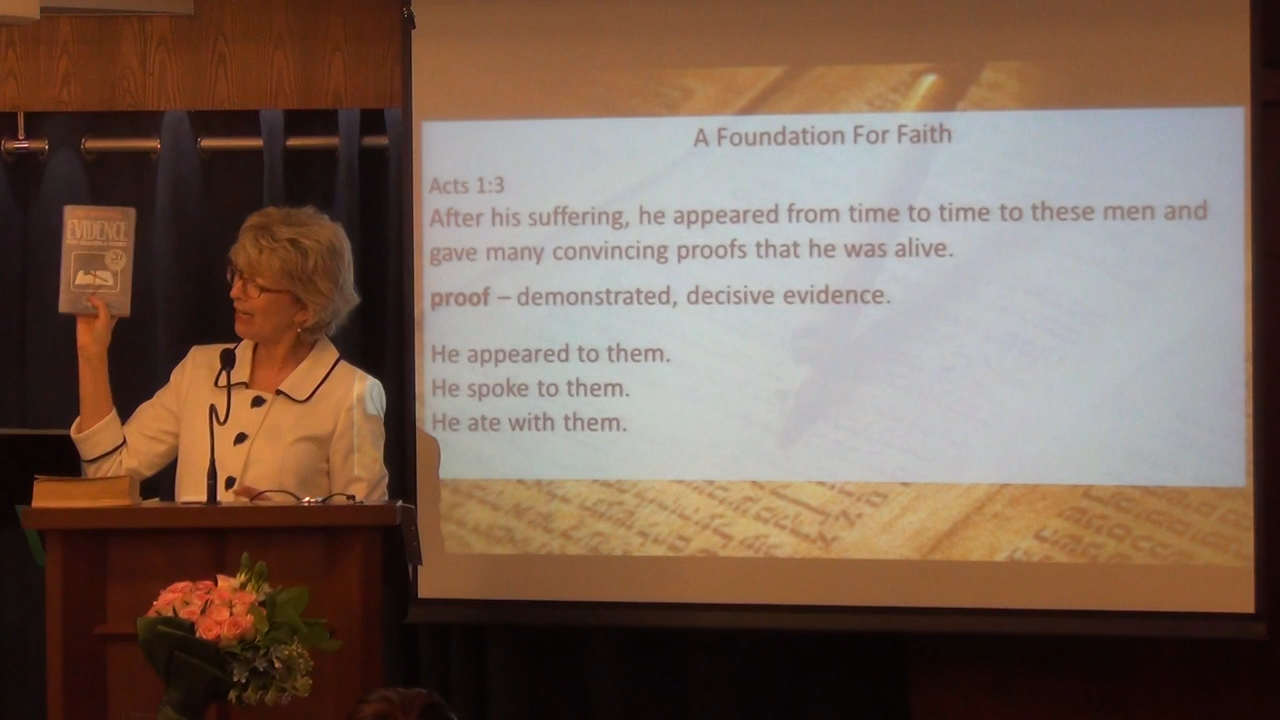 EVIDENCE
A Foundation For Faith
Acts 1:3
After his suffering, he appeared from time to time to these men and
gave many convincing proofs that he was alive.
proof – demonstrated, decisive evidence.
He appeared to them.
He spoke to them.
He ate with them.